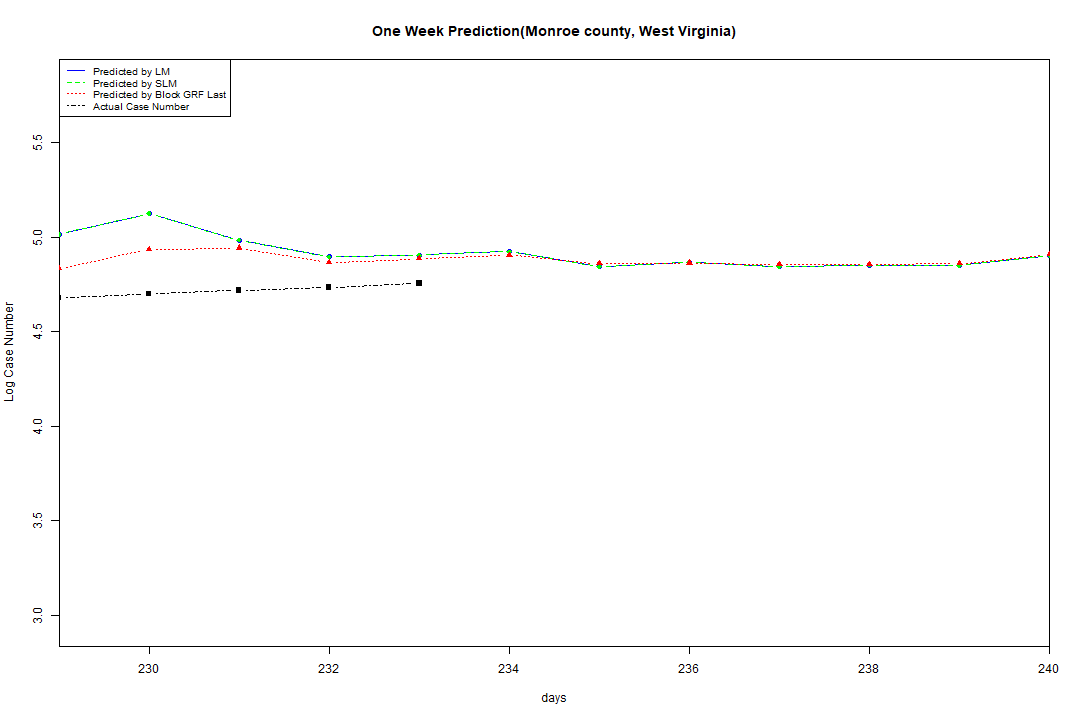 One Week Prediction(Monroe county, West Virginia)
Predicted by LM
Predicted by SLM
Predicted by Block GRF Last
Actual Case Number
5.5
5.0
4.5
4.0
3.5
3.0
Log Case Number
230
232
234
236
238
240
days